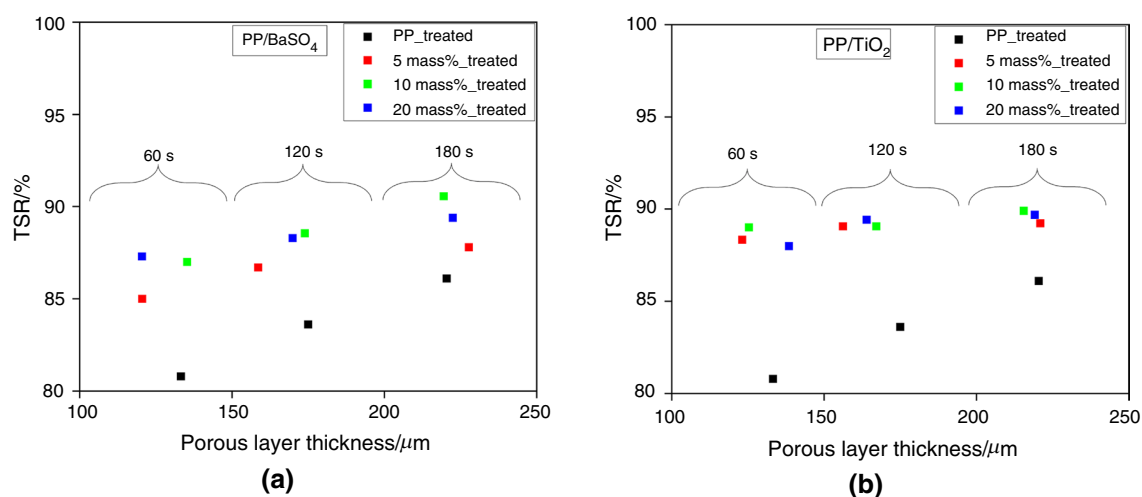 100
95
90
85
80
TSR/%
PP/BaSO4
PP_treated
5 mass%_treated
10 mass%_treated
20 mass%_treated
60 s
120 s
180 s
100
150
200
250
Porous layer thickness/μm
(a)
100
95
90
85
80
TSR/%
PP/TiO2
PP_treated
5 mass%_treated
10 mass%_treated
20 mass%_treated
60 s
120 s
180 s
100
150
200
250
Porous layer thickness/μm
(b)